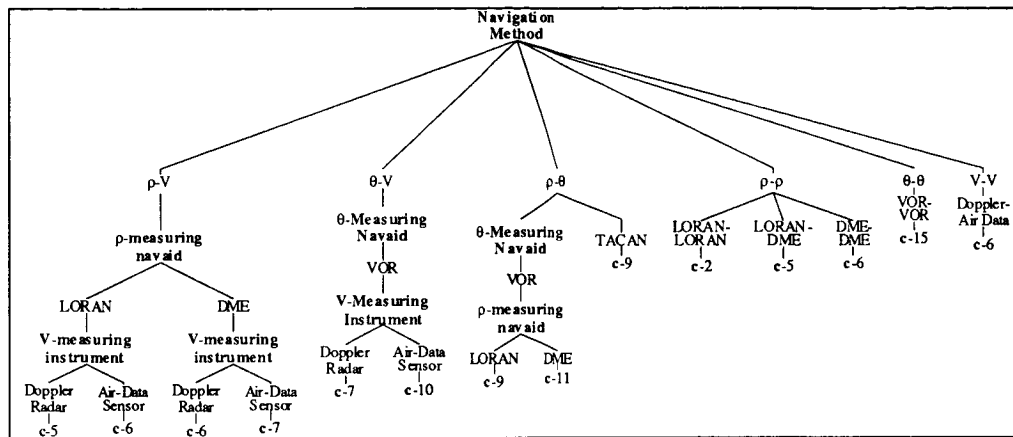 Navigation
Method
ρ-V
θ-V
ρ-θ
ρ-ρ
θ-θ
V-V
ρ-measuring
navaid
θ-Measuring
Navaid
θ-Measuring
Navaid
TACAN
c-9
LORAN-
LORAN
c-2
LORAN-
DME
c-5
DME-
DME
c-6
VOR-
VOR
c-15
Doppler-
Air Data
c-6
LORAN
DME
VOR
VOR
V-measuring
instrument
V-measuring
instrument
V-Measuring
Instrument
ρ-measuring
navaid
Doppler
Radar
c-5
Air-Data
Sensor
c-6
Doppler
Radar
c-6
Air-Data
Sensor
c-7
Doppler
Radar
c-7
Air-Data
Sensor
c-10
LORAN
c-9
DME
c-11